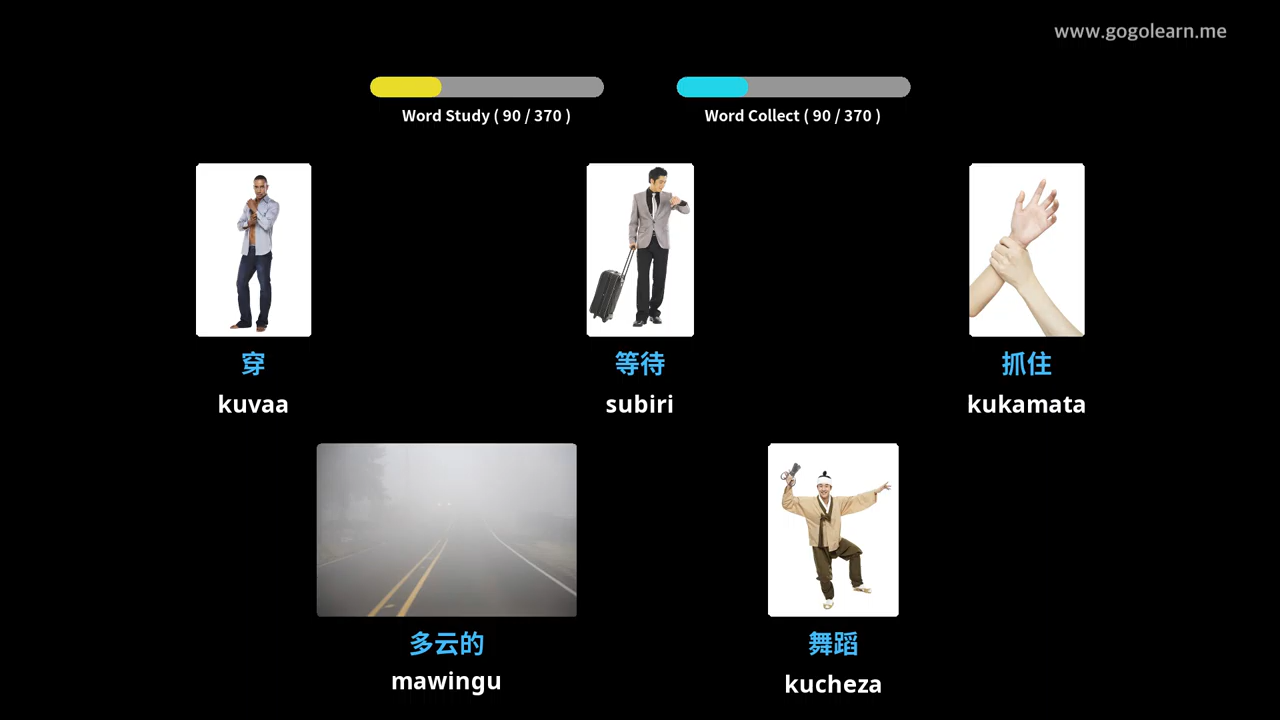 www.gogolearn.me
Word Study ( 90 / 370 )
Word Collect ( 90 / 370 )
穿
kuvaa
等待
subiri
抓住
kukamata
多云的
mawingu
舞蹈
kucheza